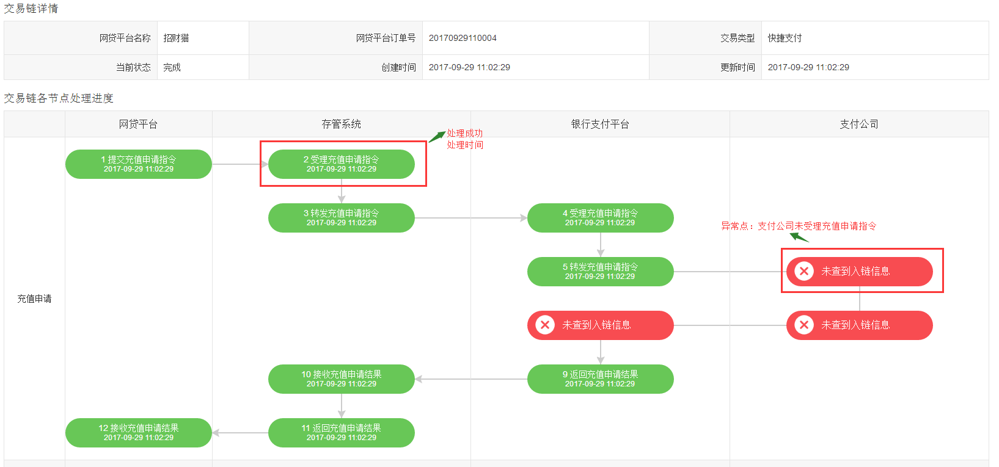 交易链详情
网贷平台名称 招财猫 网贷平台订单号 20170929110004 交易类型 快捷支付
当前状态 完成 创建时间 2017-09-29 11:02:29 更新时间 2017-09-29 11:02:29
交易链各节点处理进度
网贷平台 存管系统 银行支付平台 支付公司
处理成功
处理时间
1 提交充值申请指令
2017-09-29 11:02:29
2 受理充值申请指令
2017-09-29 11:02:29
3 转发充值申请指令
2017-09-29 11:02:29
4 受理充值申请指令
2017-09-29 11:02:29
异常点：支付公司未受理充值申请指令
5 转发充值申请指令
2017-09-29 11:02:29
未查到入链信息
充值申请
未查到入链信息
未查到入链信息
10 接收充值申请结果
2017-09-29 11:02:29
9 返回充值申请结果
2017-09-29 11:02:29
12 接收充值申请结果
2017-09-29 11:02:29
11 返回充值申请结果
2017-09-29 11:02:29